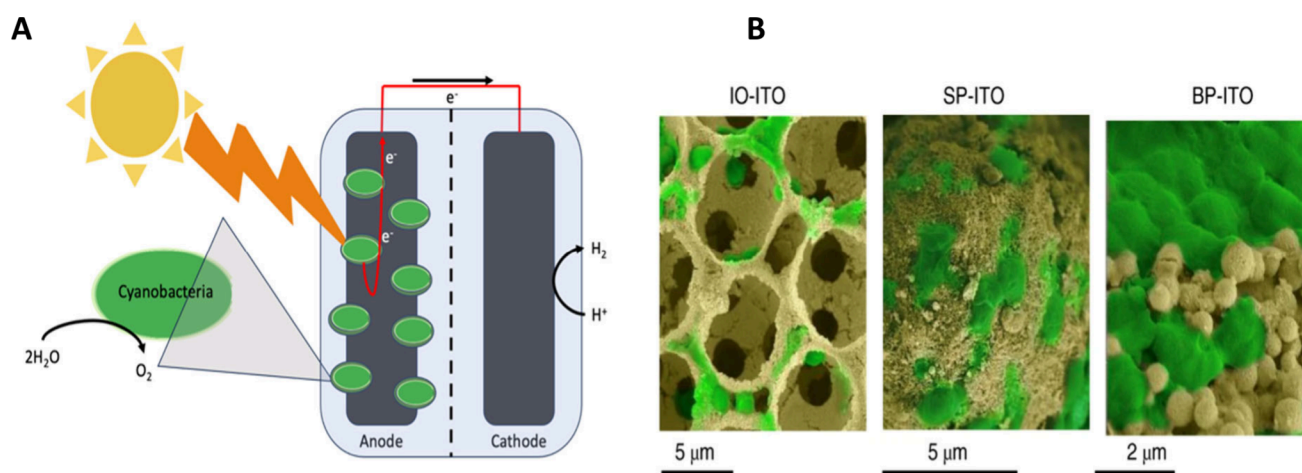 A
e⁻
e⁻
e⁻
Cyanobacteria
2H₂O
O₂
H₂
H⁺
Anode
Cathode
B
IO-ITO
SP-ITO
BP-ITO
5 μm
5 μm
2 μm